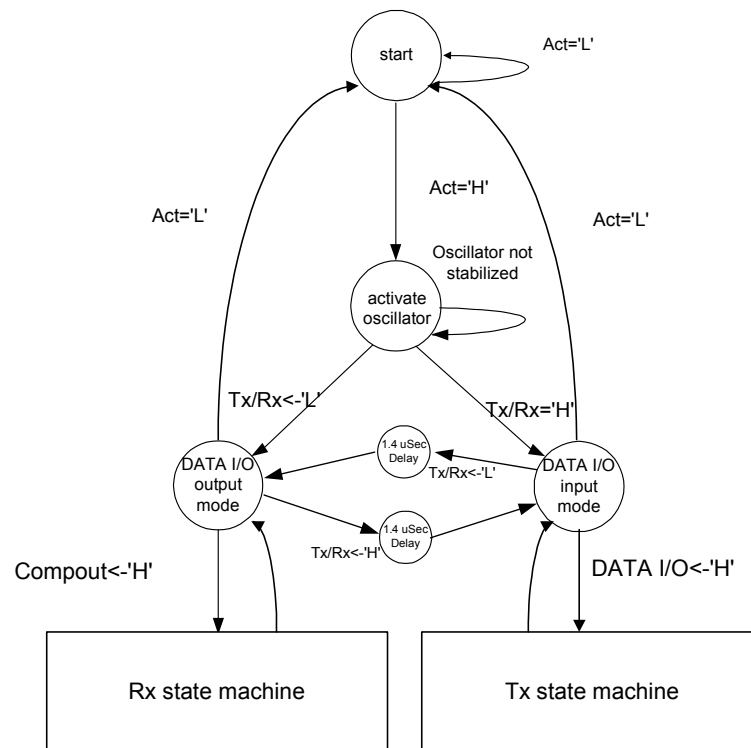 start
Act='L'
Act='H'
Act='L'
Act='L'
Oscillator not
stabilized
activate
oscillator
Tx/Rx<-'L'
Tx/Rx='H'
1.4 uSec
Delay
DATA I/O
output
mode
Tx/Rx<-'L'
DATA I/O
input
mode
1.4 uSec
Delay
Tx/Rx<-'H'
Compout<-'H'
DATA I/O<-'H'
Rx state machine
Tx state machine